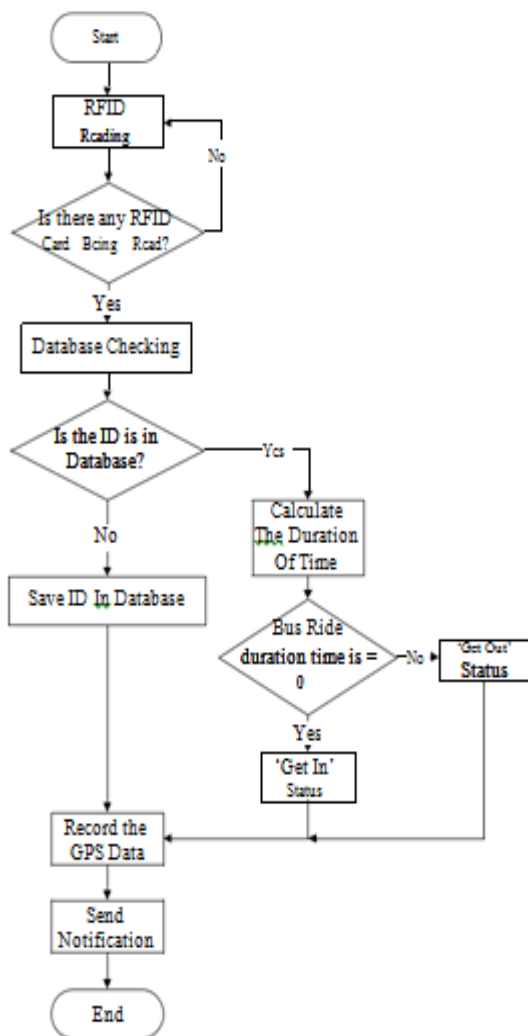 Start
RFID
Reading
No
Is there any RFID
Card Being Read?
Yes
Database Checking
Is the ID is in
Database?
Yes
No
Calculate
The Duration
Of Time
Save ID In Database
Bus Ride
duration time is =
0
No
‘Get Out’
Status
Yes
‘Get In’
Status
Record the
GPS Data
Send
Notification
End